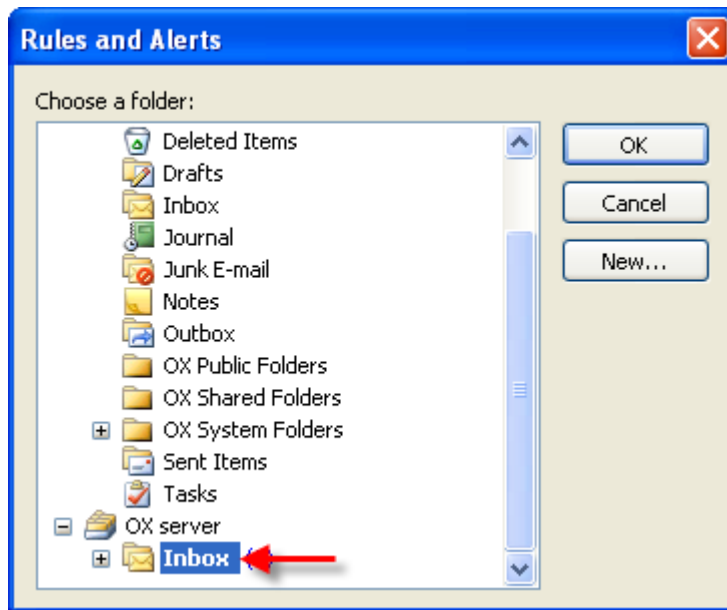 Rules and Alerts
Choose a folder:
Deleted Items
Drafts
Inbox
Journal
Junk E-mail
Notes
Outbox
OX Public Folders
OX Shared Folders
OX System Folders
Sent Items
Tasks
OX server
Inbox
OK
Cancel
New...